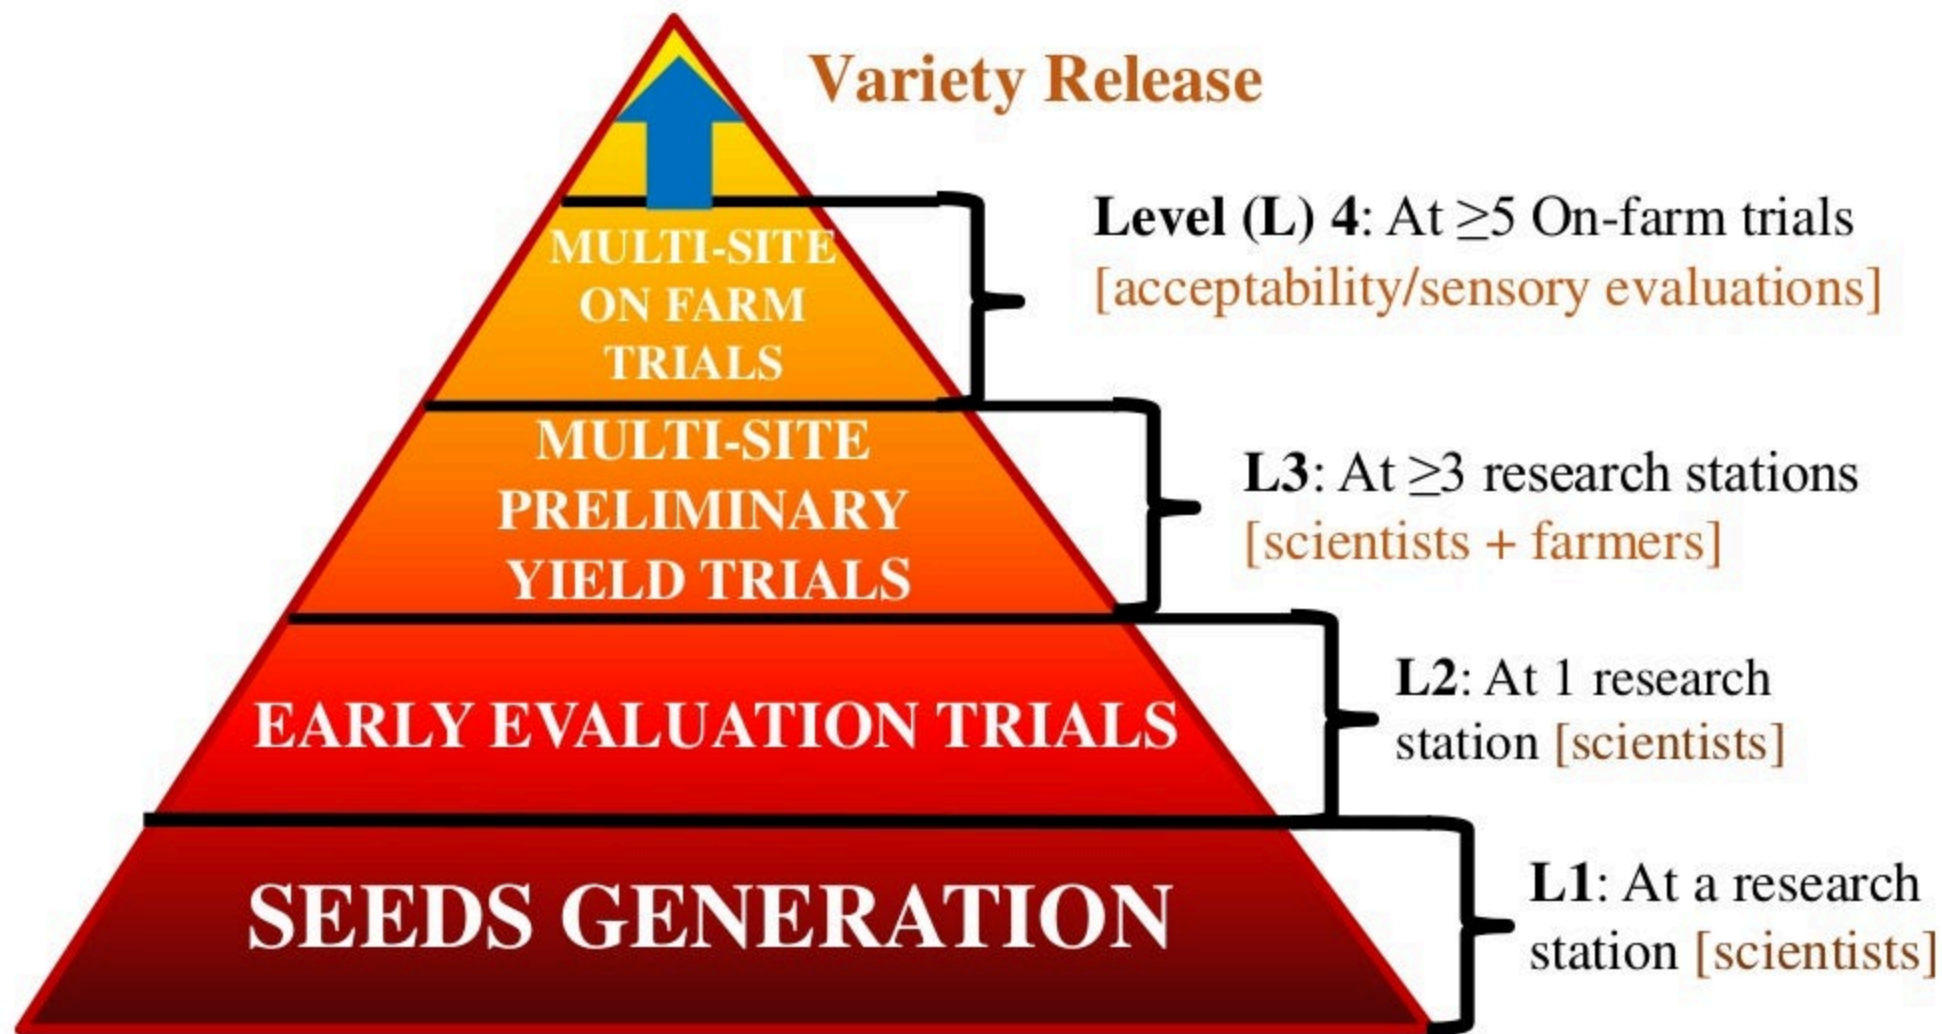 Variety Release
MULTI-SITE
ON FARM
TRIALS
Level (L) 4: At ≥5 On-farm trials
[acceptability/sensory evaluations]
MULTI-SITE
PRELIMINARY
YIELD TRIALS
L3: At ≥3 research stations
[scientists + farmers]
EARLY EVALUATION TRIALS
L2: At 1 research
station [scientists]
SEEDS GENERATION
L1: At a research
station [scientists]